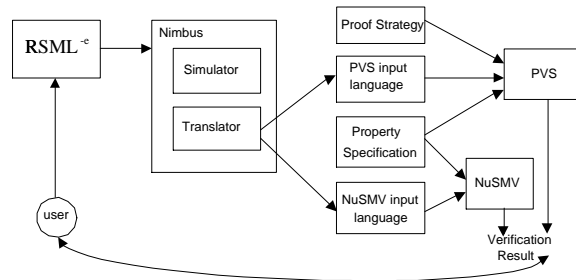 RSML-e
Nimbus
Simulator
Translator
Proof Strategy
PVS input
language
Property
Specification
NuSMV input
language
PVS
NuSMV
Verification
Result
user